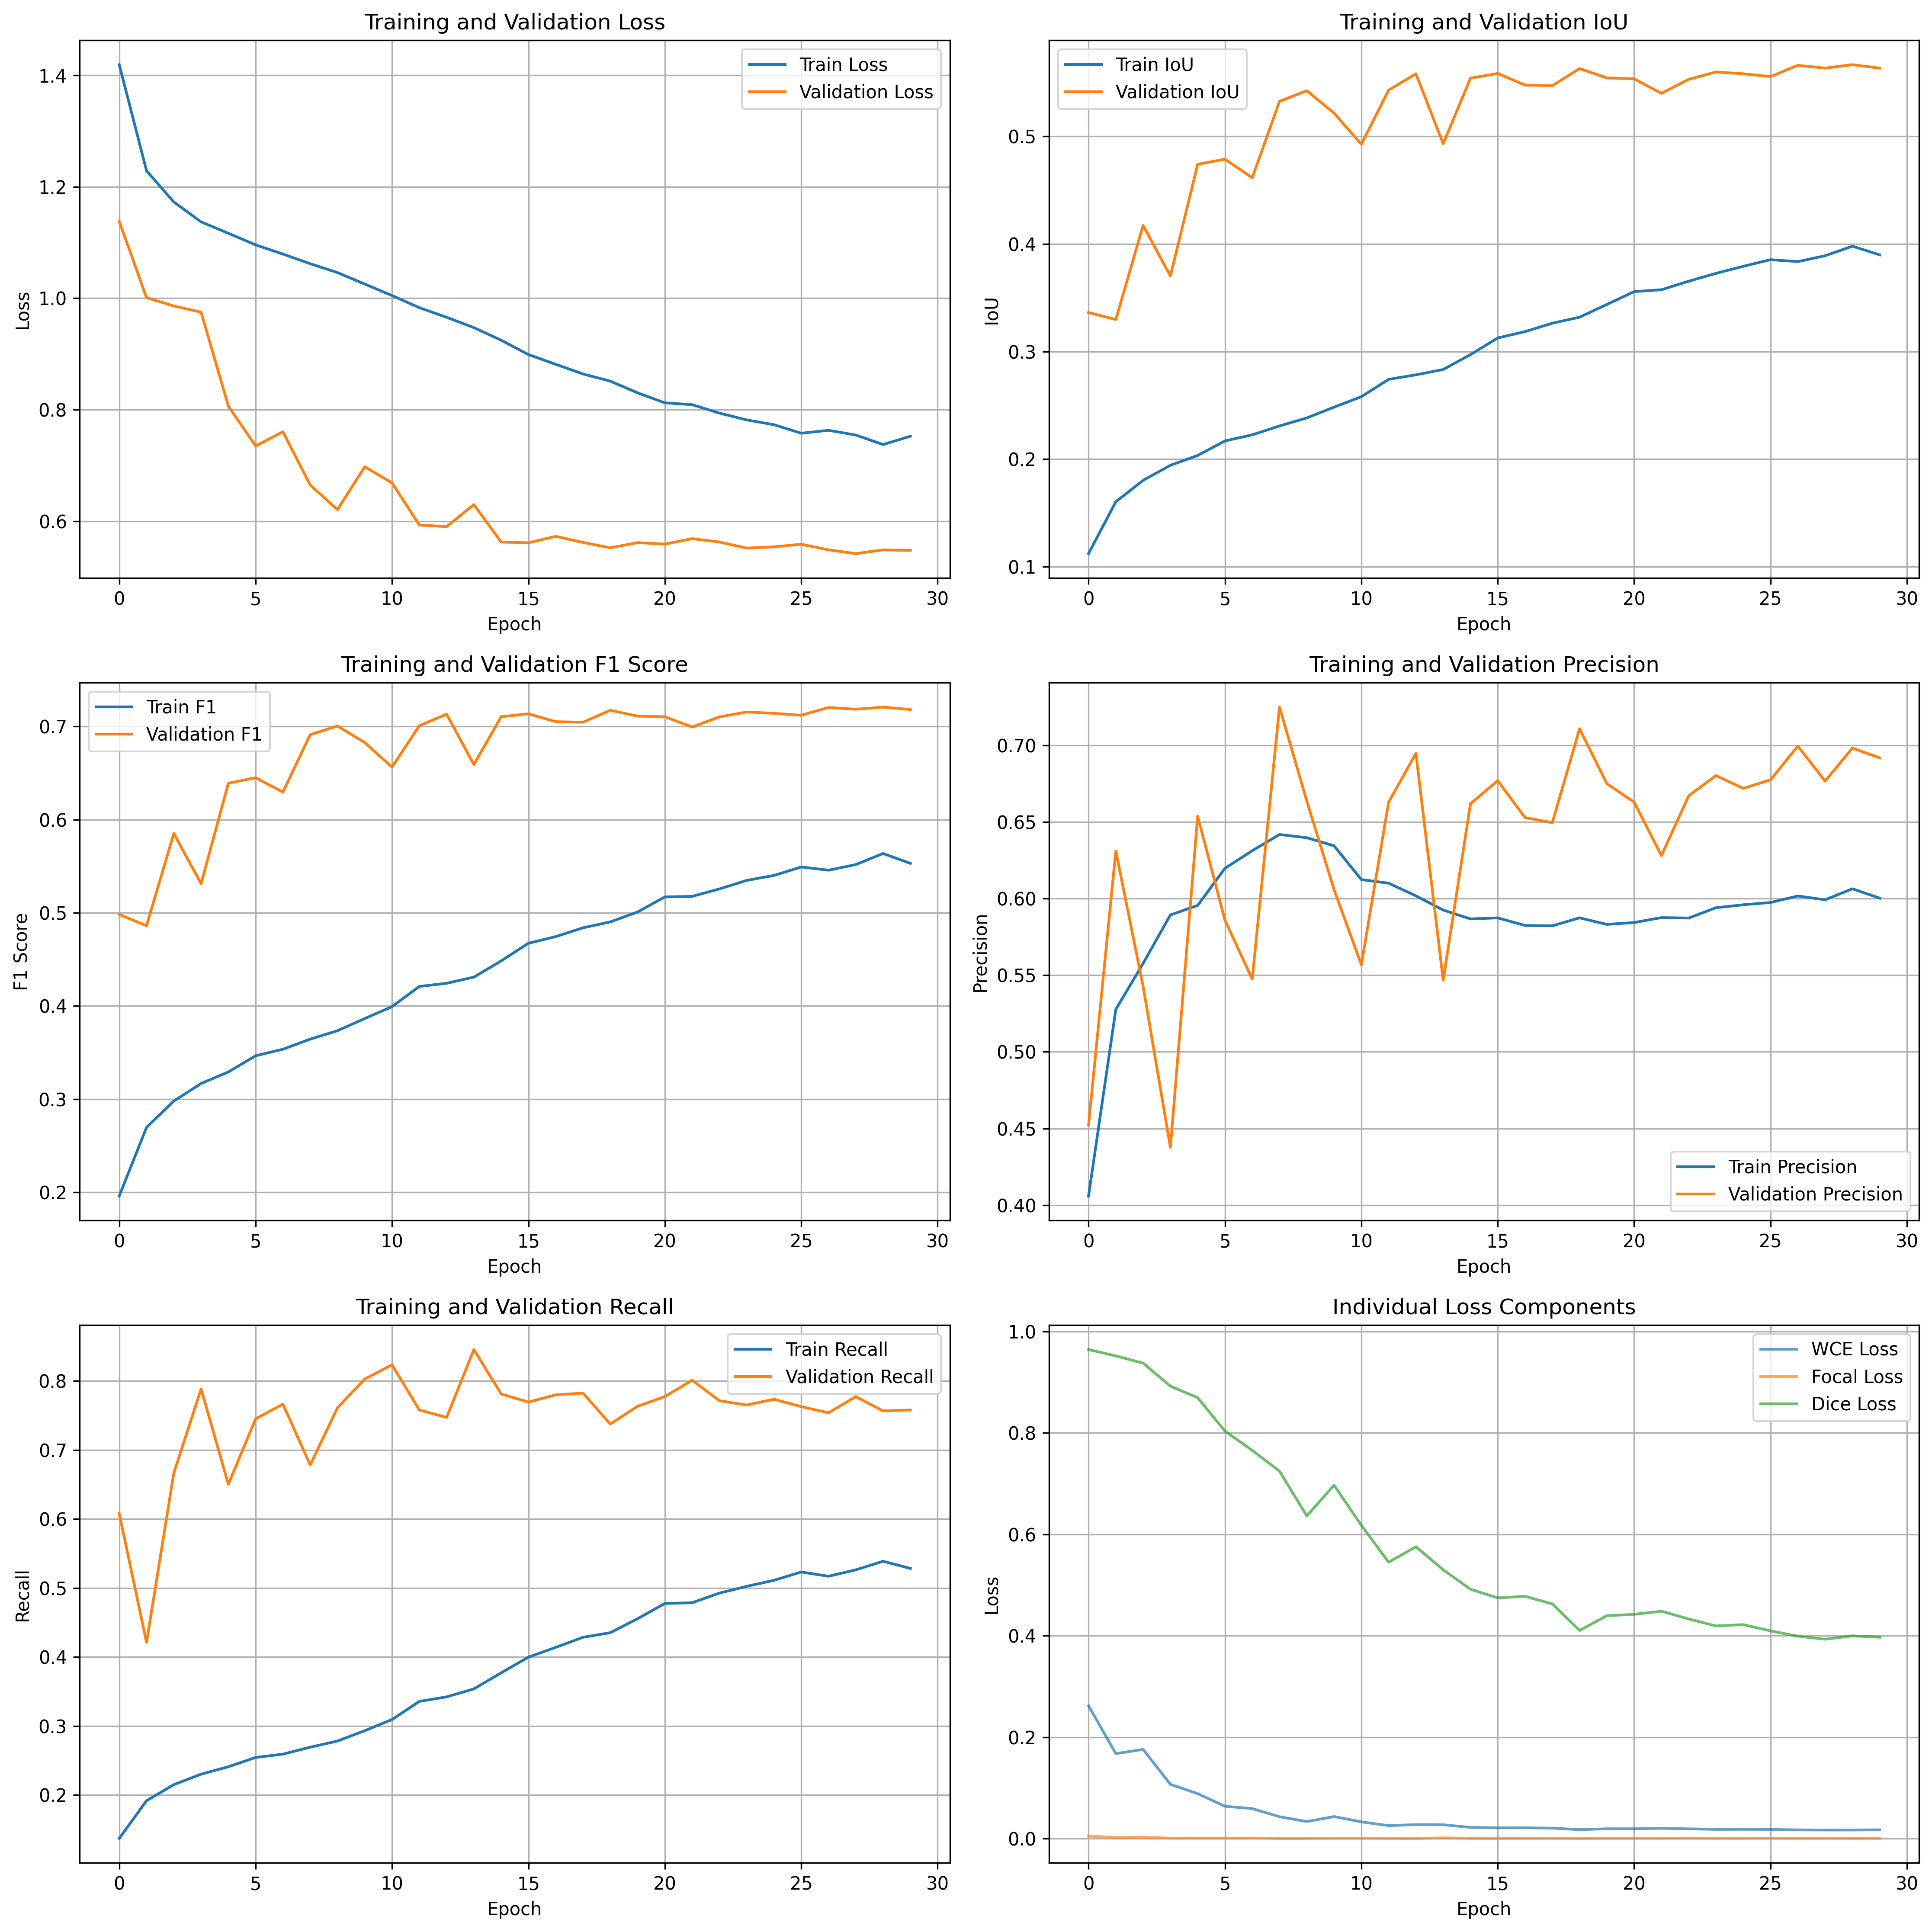 Training and Validation Loss
Train Loss
Validation Loss
1.4
1.2
1.0
0.8
0.6
Loss
0 5 10 15 20 25 30
Epoch
Training and Validation IoU
Train IoU
Validation IoU
0.5
0.4
0.3
0.2
0.1
IoU
0 5 10 15 20 25 30
Epoch
Training and Validation F1 Score
Train F1
Validation F1
0.7
0.6
0.5
0.4
0.3
0.2
F1 Score
0 5 10 15 20 25 30
Epoch
Training and Validation Precision
0.70
0.65
0.60
0.55
0.50
0.45
0.40
Precision
Train Precision
Validation Precision
0 5 10 15 20 25 30
Epoch
Training and Validation Recall
Train Recall
Validation Recall
0.8
0.7
0.6
0.5
0.4
0.3
0.2
Recall
0 5 10 15 20 25 30
Epoch
Individual Loss Components
WCE Loss
Focal Loss
Dice Loss
1.0
0.8
0.6
0.4
0.2
0.0
Loss
0 5 10 15 20 25 30
Epoch